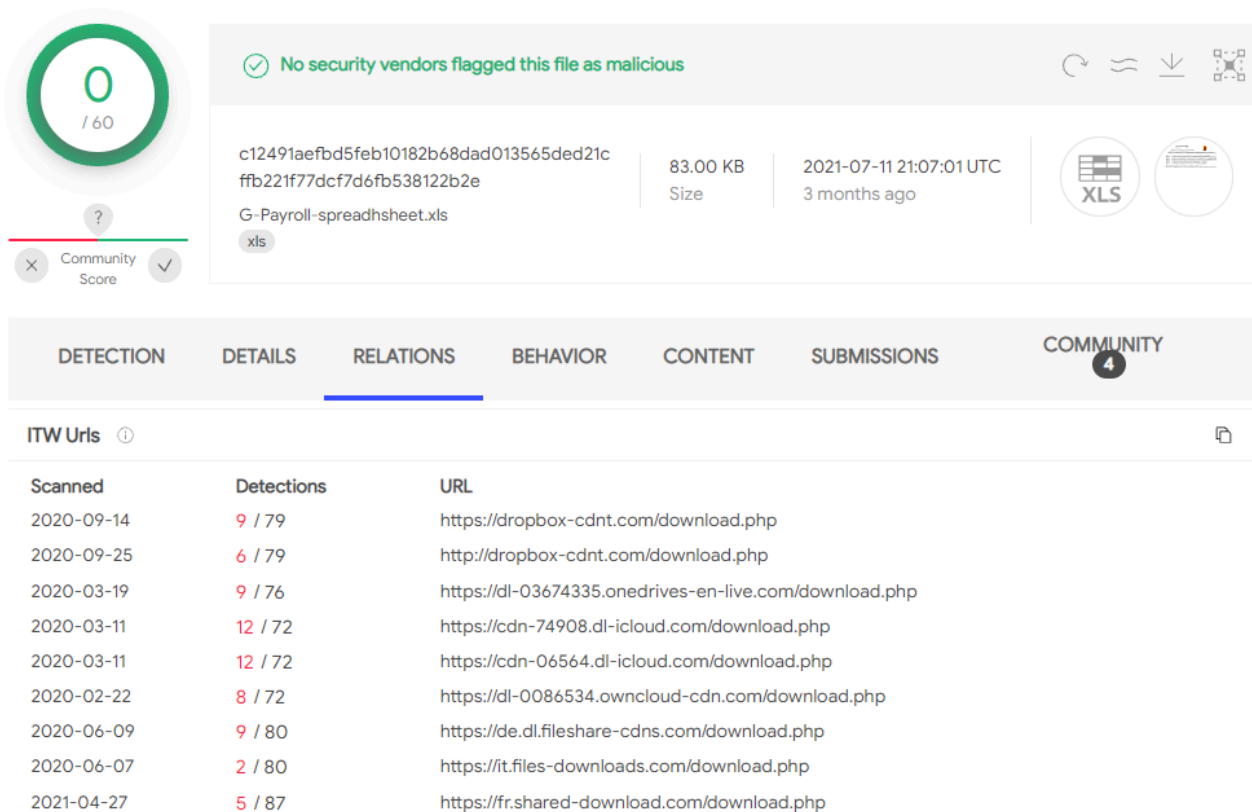 0
/ 60
?
Community
Score
No security vendors flagged this file as malicious
c12491aefbd5feb10182b68dad013565ded21c
ffb221f77dcf7d6fb538122b2e
G-Payroll-spreadhsheet.xls
xls
83.00 KB
Size
2021-07-11 21:07:01 UTC
3 months ago
XLS
DETECTION DETAILS RELATIONS BEHAVIOR CONTENT SUBMISSIONS COMMUNITY
4
ITW Urls
Scanned Detections URL
2020-09-14 9 / 79 https://dropbox-cdnt.com/download.php
2020-09-25 6 / 79 http://dropbox-cdnt.com/download.php
2020-03-19 9 / 76 https://dl-03674335.onedrives-en-live.com/download.php
2020-03-11 12 / 72 https://cdn-74908.dl-icloud.com/download.php
2020-03-11 12 / 72 https://cdn-06564.dl-icloud.com/download.php
2020-02-22 8 / 72 https://dl-0086534.owncloud-cdn.com/download.php
2020-06-09 9 / 80 https://de.dl.fileshare-cdns.com/download.php
2020-06-07 2 / 80 https://it.files-downloads.com/download.php
2021-04-27 5 / 87 https://fr.shared-download.com/download.php